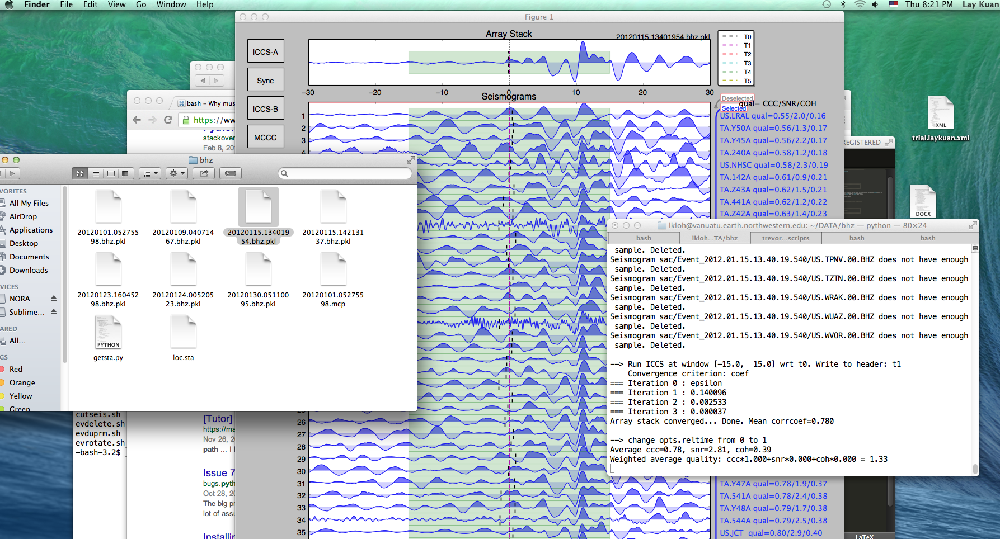 Finder File Edit View Go Window Help
Thu 8:21 PM Lay Kuan
Figure 1
Array Stack
20120115.13401954.bhz.pkl
ICCS-A
Sync
ICCS-B
MCCC
T0
T1
T2
T3
T4
T5
-30 -20 -10 0 10 20 30
Seismograms
Deselected
Selected
qual= CCC/SNR/COH
US.LRAL qual=0.55/2.0/0.16
TA.Y50A qual=0.56/1.3/0.17
TA.Y45A qual=0.56/2.2/0.17
TA.240A qual=0.58/1.2/0.18
US.NHSC qual=0.58/2.3/0.19
TA.142A qual=0.61/0.9/0.21
TA.Z43A qual=0.62/1.5/0.21
TA.441A qual=0.62/1.2/0.22
TA.Z42A qual=0.63/1.4/0.23
1
2
3
4
26
27
28
29
30
31
32
33
34
35
TA.Y47A qual=0.78/1.9/0.37
TA.541A qual=0.78/2.4/0.38
TA.Y48A qual=0.79/1.7/0.38
TA.544A qual=0.79/2.5/0.38
US.JCT qual=0.80/2.9/0.40
bash – Why mus
https://ww
stackover
Feb 8, 20
XML
trial.laykuan.xml
REGISTERED
DOCX
bhz
VORITES
All My Files
AirDrop
Applications
Desktop
Documents
Downloads
VICES
NORA
Sublime...
ARED
All...
GS
Red
Orange
Yellow
Green
20120101.052755
98.bhz.pkl
20120109.040714
67.bhz.pkl
20120115.134019
54.bhz.pkl
20120115.142131
37.bhz.pkl
20120123.160452
98.bhz.pkl
20120124.005205
23.bhz.pkl
20120130.051100
95.bhz.pkl
20120101.052755
98.mcp
PYTHON
getsta.py
loc.sta
cutseis.sh
evdelete.sh
evduprm.sh
evrotate.sh
-bash-3.2$
[Tutor]
https://ma
Nov 26, 2
path ... I
Issue 7
bugs.pyth
Oct 28, 20
The big pr
lot of assu
Installin
lkloh@vanuatu.earth.northwestern.edu: ~/DATA/bhz — python — 80×24
bash lkloh...TA/bhz trevor...scripts bash bash
sample. Deleted.
Seismogram sac/Event_2012.01.15.13.40.19.540/US.TPNV.00.BHZ does not have enough
sample. Deleted.
Seismogram sac/Event_2012.01.15.13.40.19.540/US.TZTN.00.BHZ does not have enough
sample. Deleted.
Seismogram sac/Event_2012.01.15.13.40.19.540/US.WRAK.00.BHZ does not have enough
sample. Deleted.
Seismogram sac/Event_2012.01.15.13.40.19.540/US.WUAZ.00.BHZ does not have enough
sample. Deleted.
Seismogram sac/Event_2012.01.15.13.40.19.540/US.WVOR.00.BHZ does not have enough
sample. Deleted.
--> Run ICCS at window [-15.0, 15.0] wrt t0. Write to header: t1
Convergence criterion: coef
=== Iteration 0 : epsilon
=== Iteration 1 : 0.140096
=== Iteration 2 : 0.002533
=== Iteration 3 : 0.000037
Array stack converged... Done. Mean corrcoef=0.780
--> change opts.reltime from 0 to 1
Average ccc=0.78, snr=2.81, coh=0.39
Weighted average quality: ccc*1.000+snr*0.000+coh*0.000 = 1.33
LaTeX